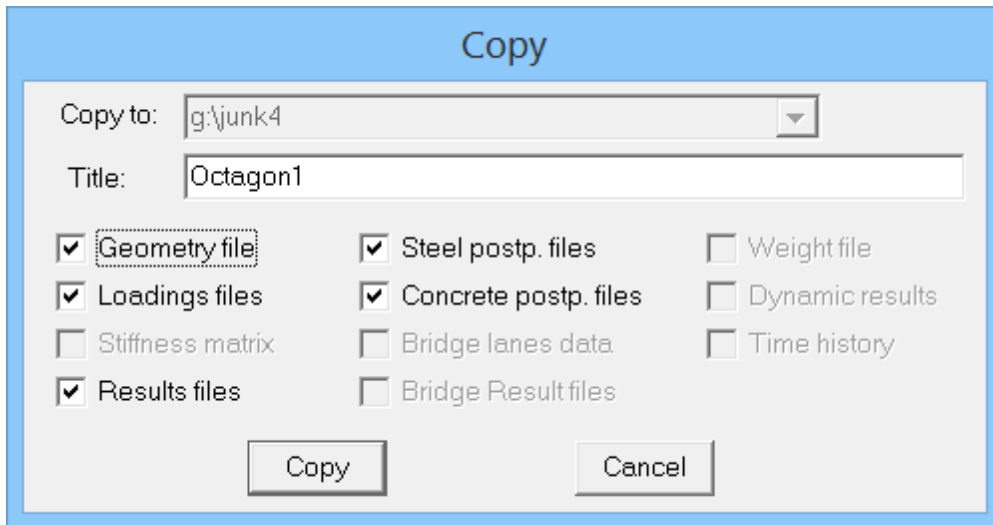 Copy
Copy to: g:\junk4
Title: Octagon1
Geometry file Steel postp. files Weight file
Loadings files Concrete postp. files Dynamic results
Stiffness matrix Bridge lanes data Time history
Results files Bridge Result files
Copy Cancel